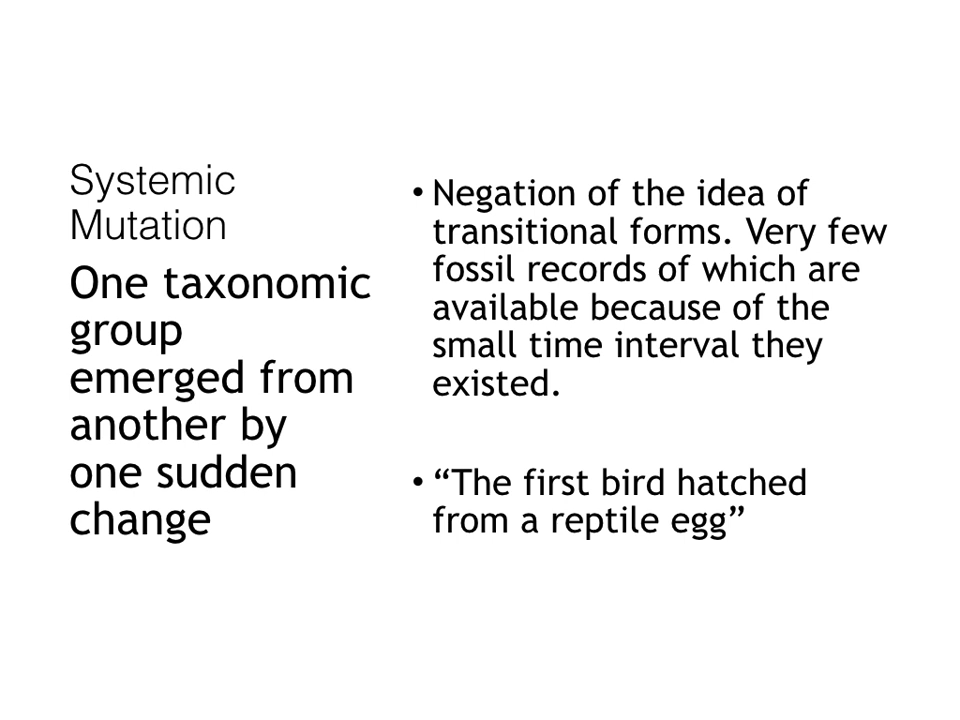 Systemic
Mutation
One taxonomic
group
emerged from
another by
one sudden
change
• Negation of the idea of
transitional forms. Very few
fossil records of which are
available because of the
small time interval they
existed.
• “The first bird hatched
from a reptile egg”